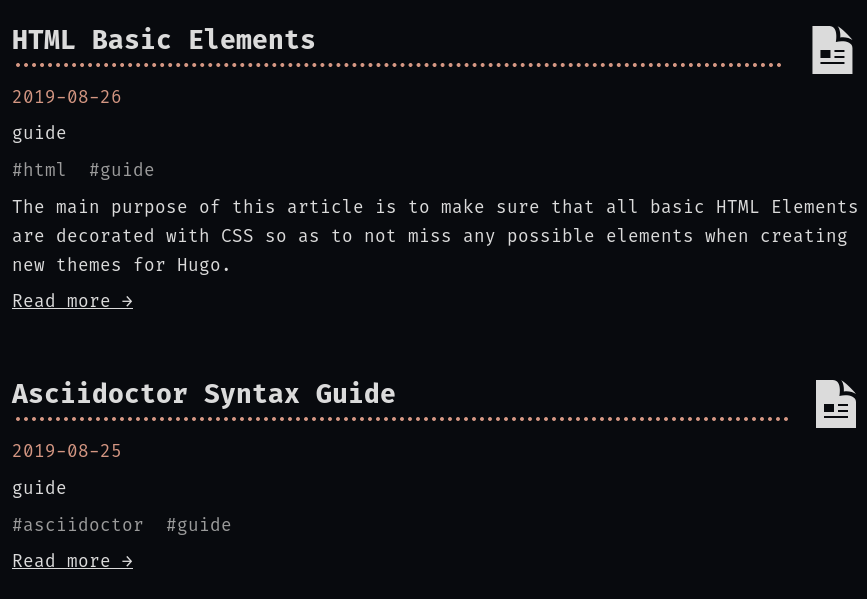 HTML Basic Elements
2019-08-26
guide
#html #guide
The main purpose of this article is to make sure that all basic HTML Elements
are decorated with CSS so as to not miss any possible elements when creating
new themes for Hugo.
Read more →
Asciidoctor Syntax Guide
2019-08-25
guide
#asciidoctor #guide
Read more →